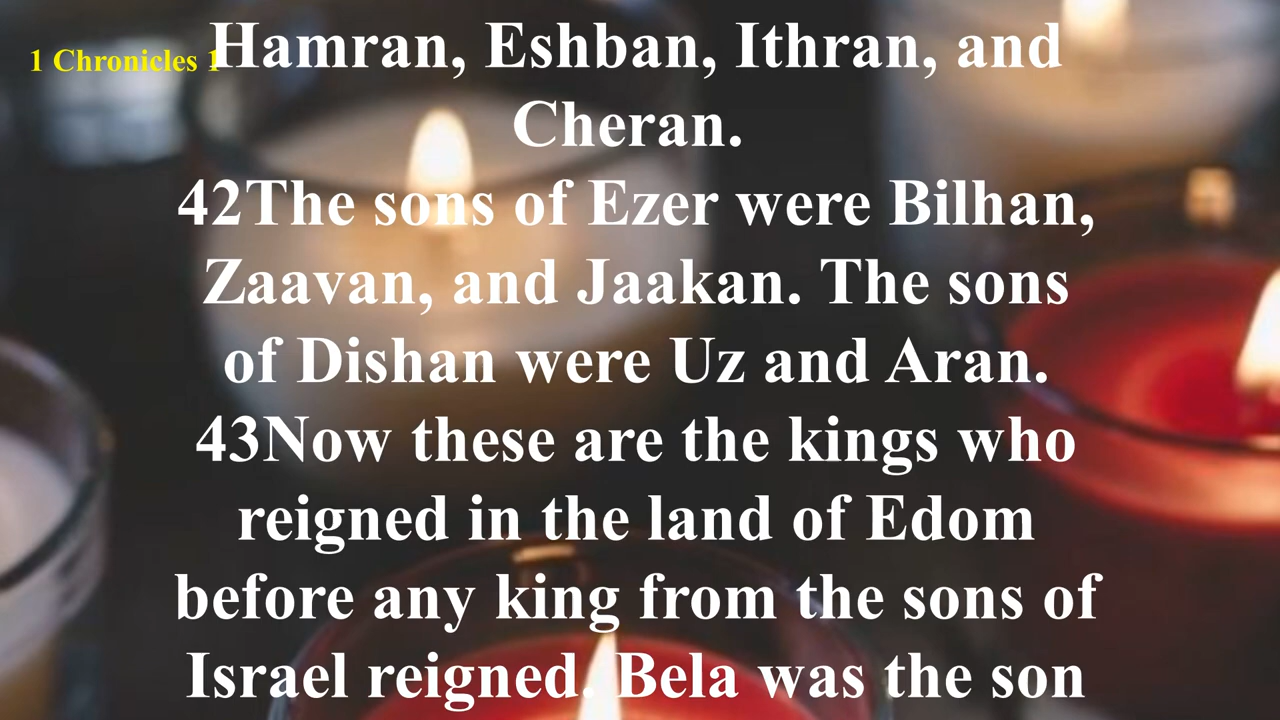 1 Chronicles 1
Hamran, Eshban, Ithran, and
Cheran.
42The sons of Ezer were Bilhan,
Zaavan, and Jaakan. The sons
of Dishan were Uz and Aran.
43Now these are the kings who
reigned in the land of Edom
before any king from the sons of
Israel reigned. Bela was the son